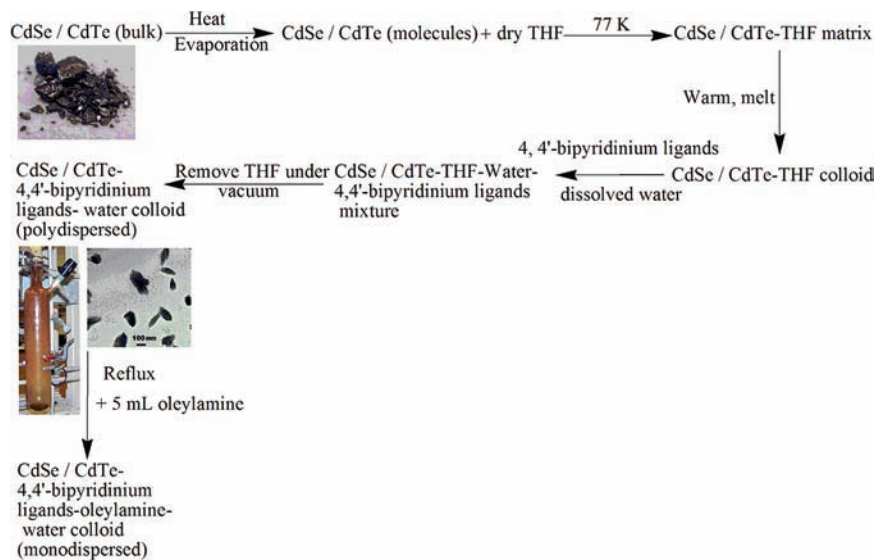 CdSe / CdTe (bulk)
Heat
Evaporation
CdSe / CdTe (molecules) + dry THF
77 K
CdSe / CdTe-THF matrix
Warm, melt
CdSe / CdTe-THF colloid
4, 4'-bipyridinium ligands
dissolved water
CdSe / CdTe-THF-Water-
4,4'-bipyridinium ligands
mixture
Remove THF under
vacuum
CdSe / CdTe-
4,4'-bipyridinium
ligands- water colloid
(polydispersed)
100 nm
Reflux
+ 5 mL oleylamine
CdSe / CdTe-
4,4'-bipyridinium
ligands-oleylamine-
water colloid
(monodispersed)